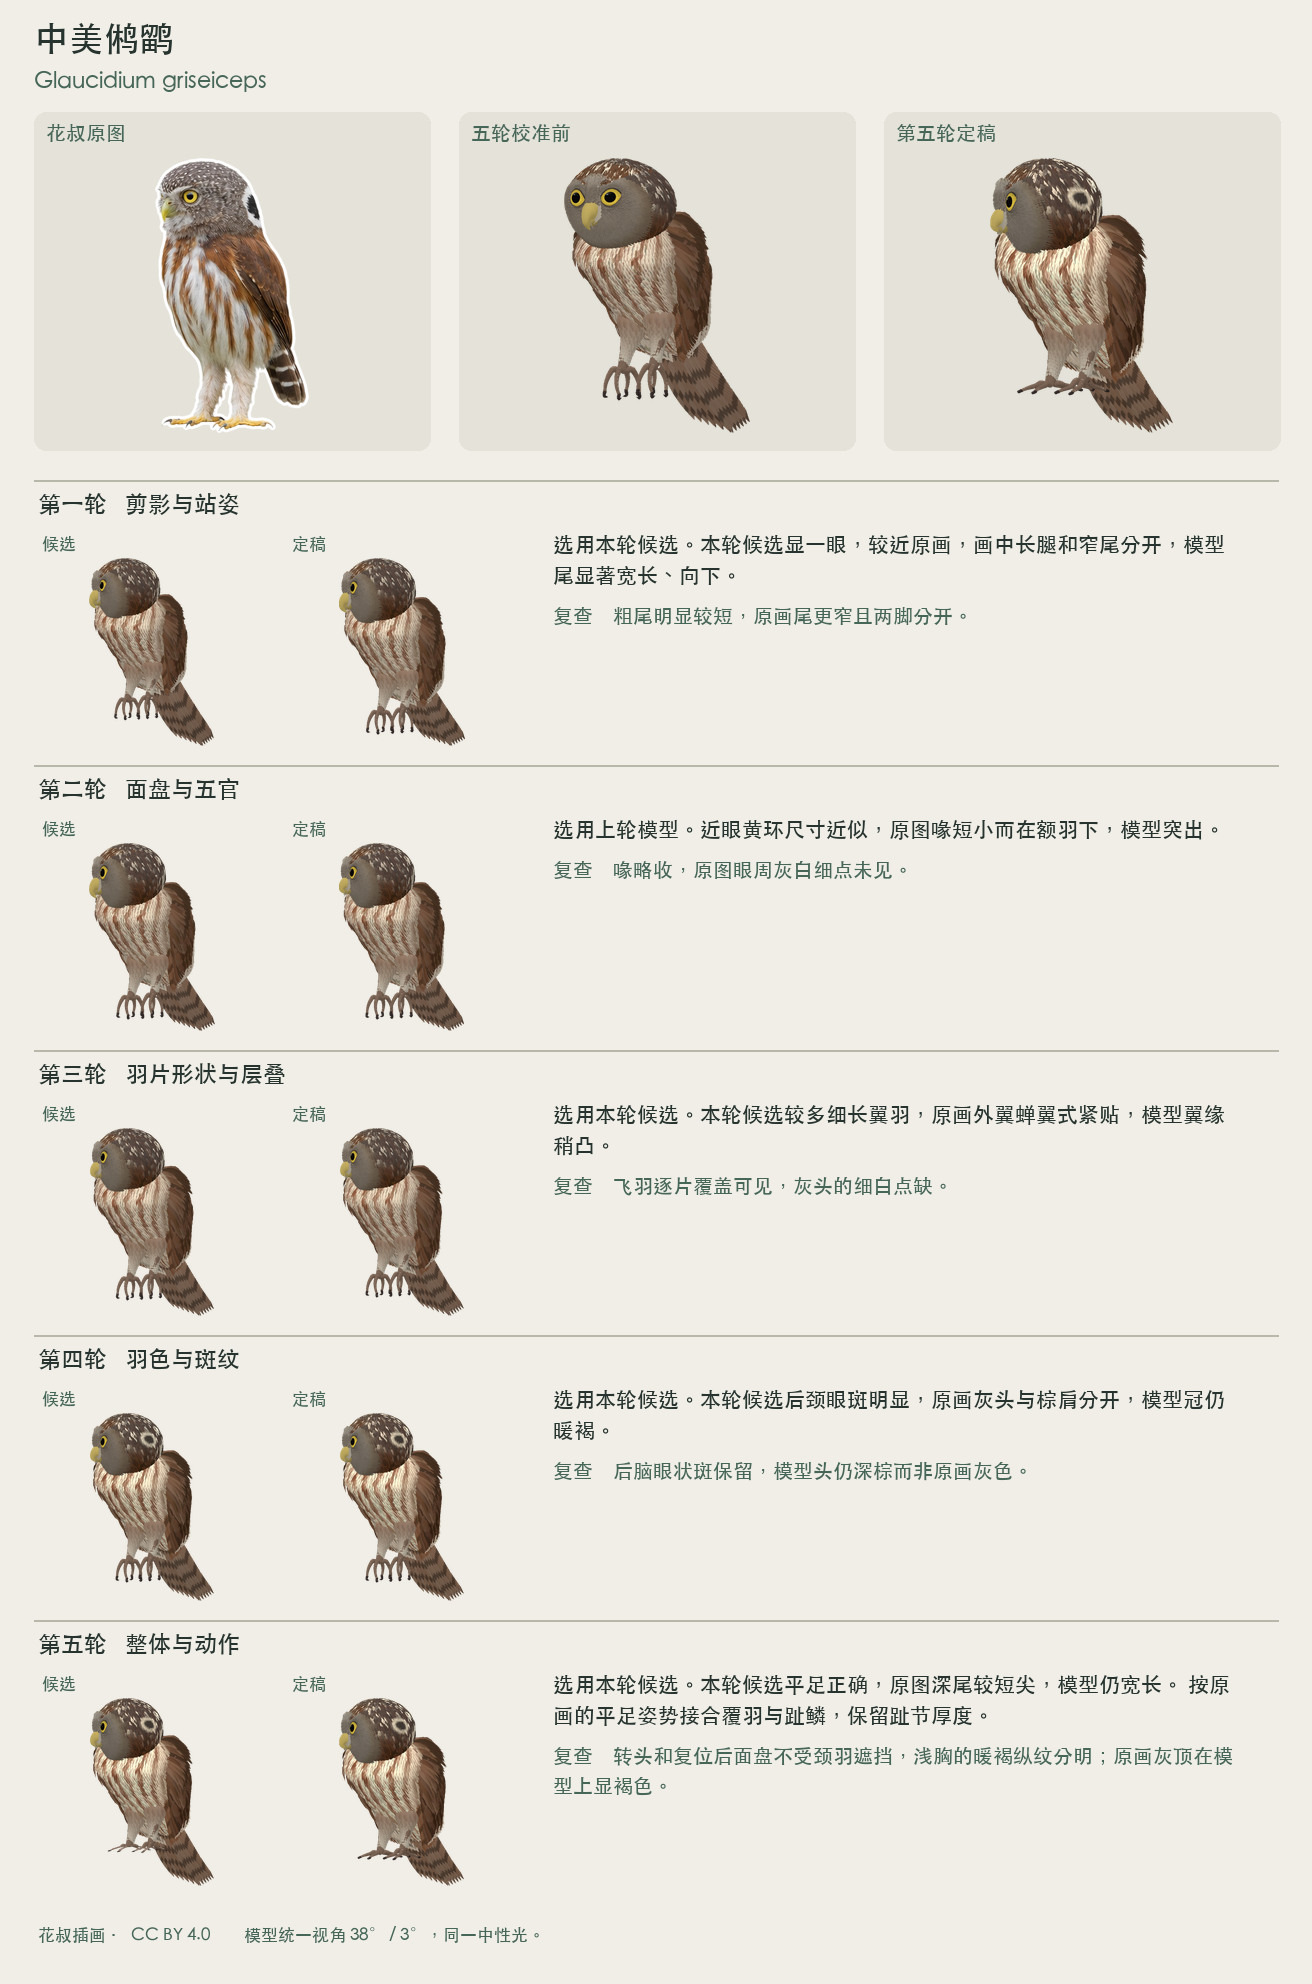 中美鸺鹠
Glaucidium griseiceps
花叔原图
五轮校准前
第五轮定稿
第一轮 剪影与站姿
候选
定稿
选用本轮候选。本轮候选显一眼，较近原画，画中长腿和窄尾分开，模型
尾显著宽长、向下。
复查 粗尾明显较短，原画尾更窄且两脚分开。
第二轮 面盘与五官
候选
定稿
选用上轮模型。近眼黄环尺寸近似，原图喙短小而在额羽下，模型突出。
复查 喙略收，原图眼周灰白细点未见。
第三轮 羽片形状与层叠
候选
定稿
选用本轮候选。本轮候选较多细长翼羽，原画外翼蝉翼式紧贴，模型翼缘
稍凸。
复查 飞羽逐片覆盖可见，灰头的细白点缺。
第四轮 羽色与斑纹
候选
定稿
选用本轮候选。本轮候选后颈眼斑明显，原画灰头与棕肩分开，模型冠仍
暖褐。
复查 后脑眼状斑保留，模型头仍深棕而非原画灰色。
第五轮 整体与动作
候选
定稿
选用本轮候选。本轮候选平足正确，原图深尾较短尖，模型仍宽长。 按原
画的平足姿势接合覆羽与趾鳞，保留趾节厚度。
复查 转头和复位后面盘不受颈羽遮挡，浅胸的暖褐纵纹分明；原画灰顶在模
型上显褐色。
花叔插画 · CC BY 4.0 模型统一视角 38° / 3°，同一中性光。